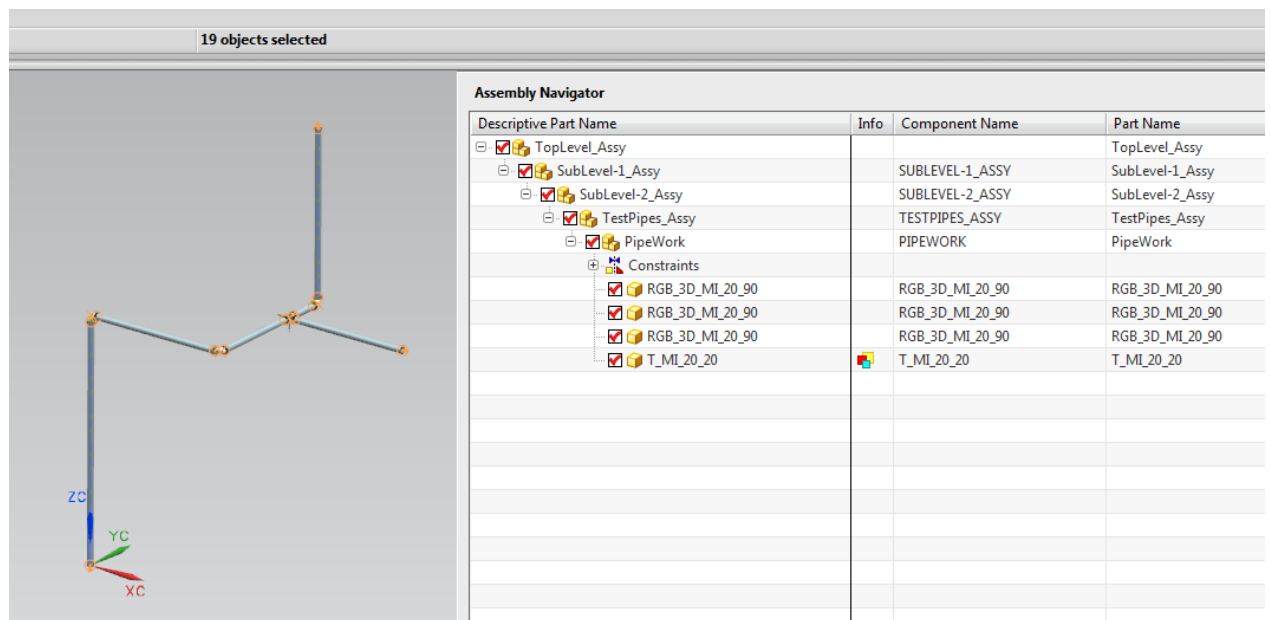 19 objects selected
Assembly Navigator
Descriptive Part Name Info Component Name Part Name
TopLevel_Assy TopLevel_Assy
SubLevel-1_Assy SUBLEVEL-1_ASSY SubLevel-1_Assy
SubLevel-2_Assy SUBLEVEL-2_ASSY SubLevel-2_Assy
TestPipes_Assy TESTPIPES_ASSY TestPipes_Assy
PipeWork PIPEWORK PipeWork
Constraints
RGB_3D_MI_20_90 RGB_3D_MI_20_90 RGB_3D_MI_20_90
RGB_3D_MI_20_90 RGB_3D_MI_20_90 RGB_3D_MI_20_90
RGB_3D_MI_20_90 RGB_3D_MI_20_90 RGB_3D_MI_20_90
T_MI_20_20 T_MI_20_20 T_MI_20_20
ZC
YC
XC